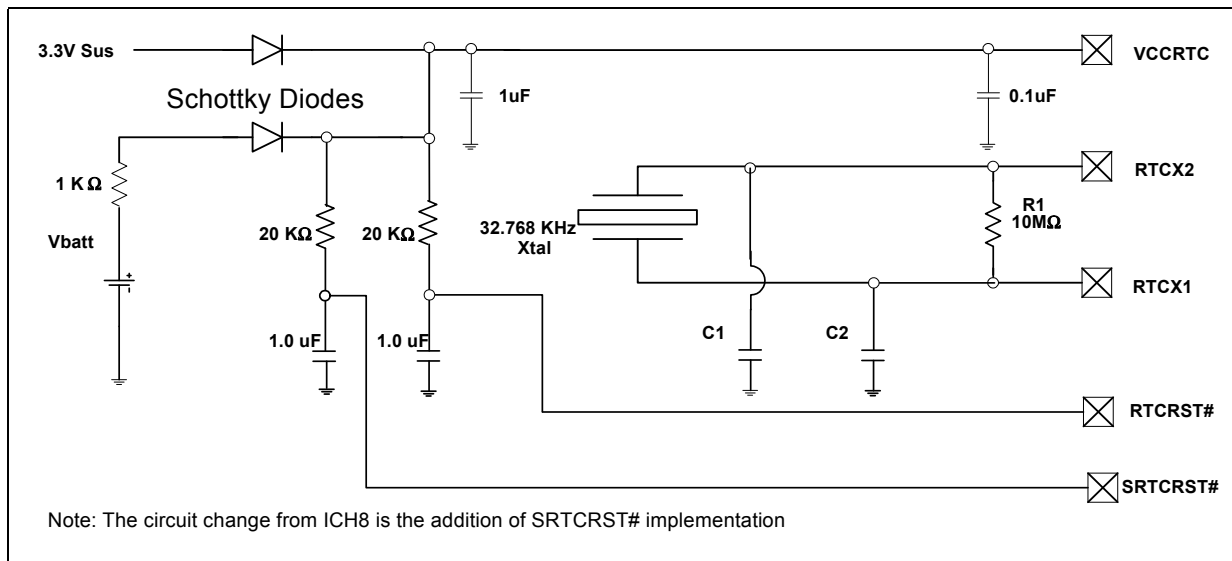 3.3V Sus
VCCRTC
Schottky Diodes
1uF
0.1uF
RTCX2
1 KΩ
R1
10MΩ
20 KΩ
20 KΩ
32.768 KHz
Xtal
Vbatt
+
-
RTCX1
1.0 uF
1.0 uF
C1
C2
RTCRST#
SRTCRST#
Note: The circuit change from ICH8 is the addition of SRTCRST# implementation